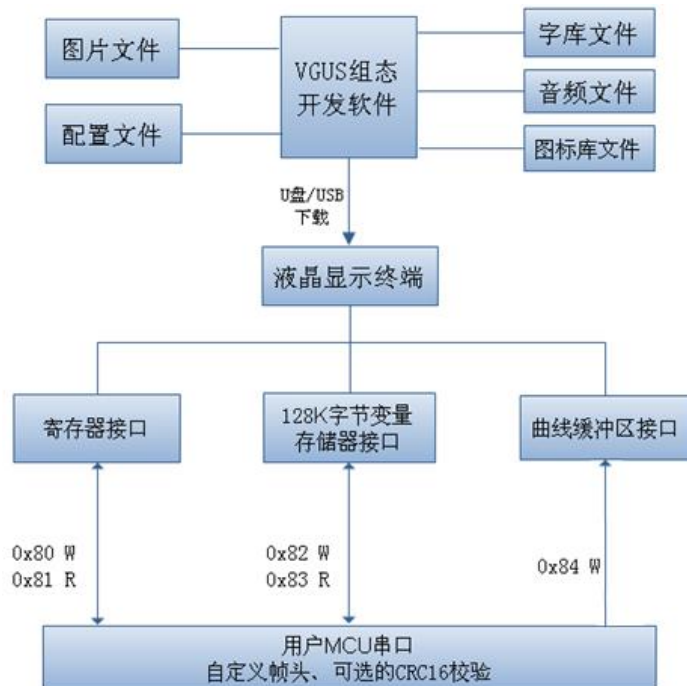 图片文件
VGUS组态
开发软件
字库文件
音频文件
配置文件
图标库文件
U盘/USB
下载
液晶显示终端
寄存器接口
128K字节变量
存储器接口
曲线缓冲区接口
0x80 W
0x81 R
0x82 W
0x83 R
0x84 W
用户MCU串口
自定义帧头、可选的CRC16校验